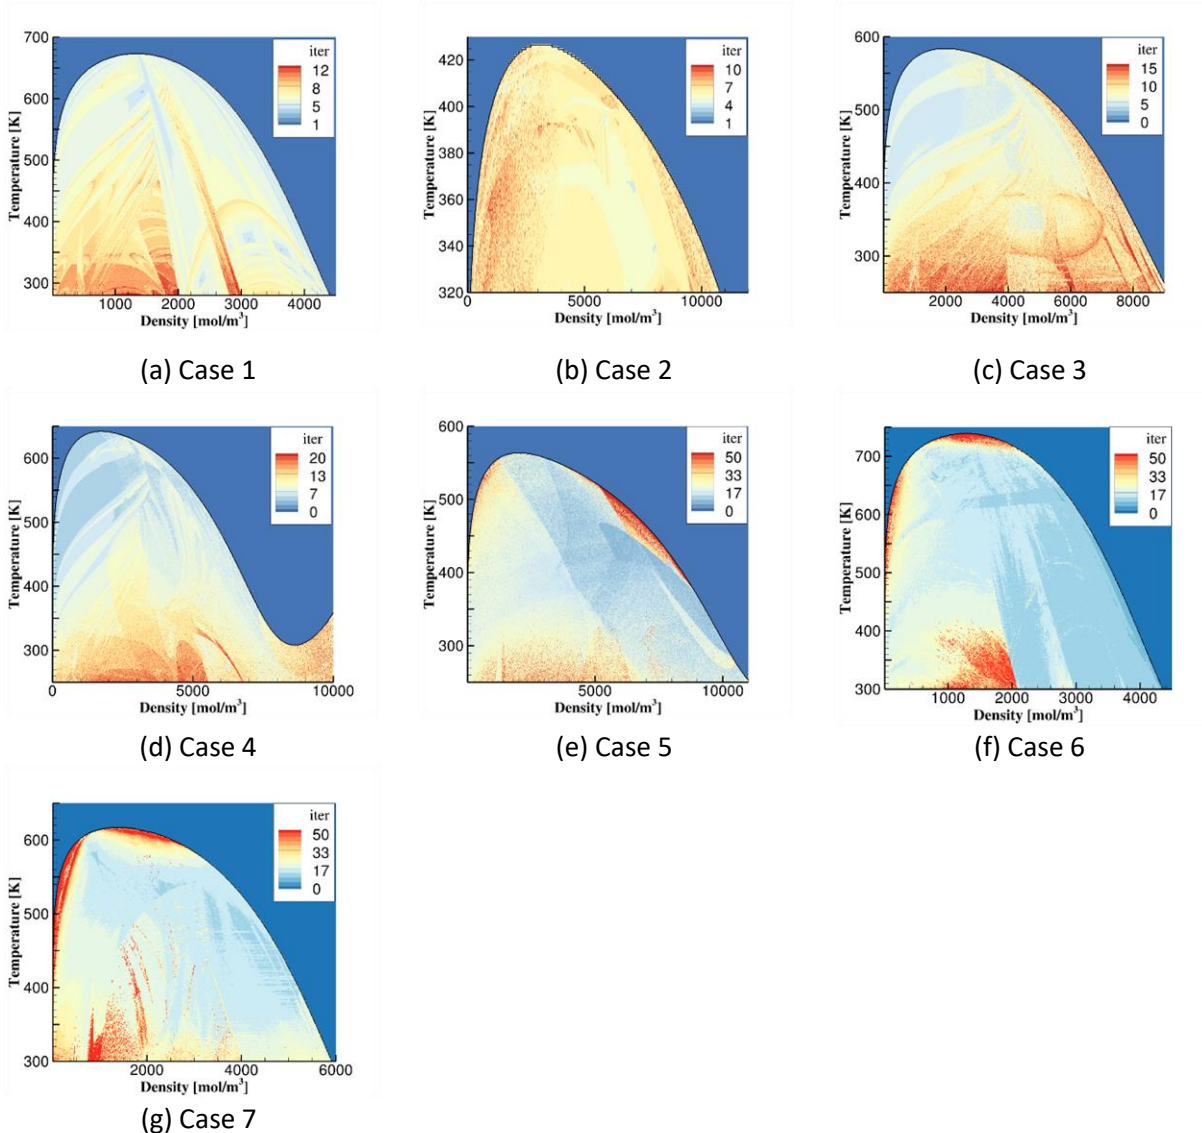 700
600
500
400
300
1000
2000
3000
4000
Temperature [K]
Density [mol/m³]
iter
12
8
5
1
(a) Case 1
420
400
380
360
340
320
0
5000
10000
Temperature [K]
Density [mol/m³]
iter
10
7
4
1
(b) Case 2
600
500
400
300
2000
4000
6000
8000
Temperature [K]
Density [mol/m³]
iter
15
10
5
0
(c) Case 3
600
500
400
300
0
5000
10000
Temperature [K]
Density [mol/m³]
iter
20
13
7
0
(d) Case 4
600
500
400
300
5000
10000
Temperature [K]
Density [mol/m³]
iter
50
33
17
0
(e) Case 5
700
600
500
400
300
1000
2000
3000
4000
Temperature [K]
Density [mol/m³]
iter
50
33
17
0
(f) Case 6
600
500
400
300
2000
4000
6000
Temperature [K]
Density [mol/m³]
iter
50
33
17
0
(g) Case 7